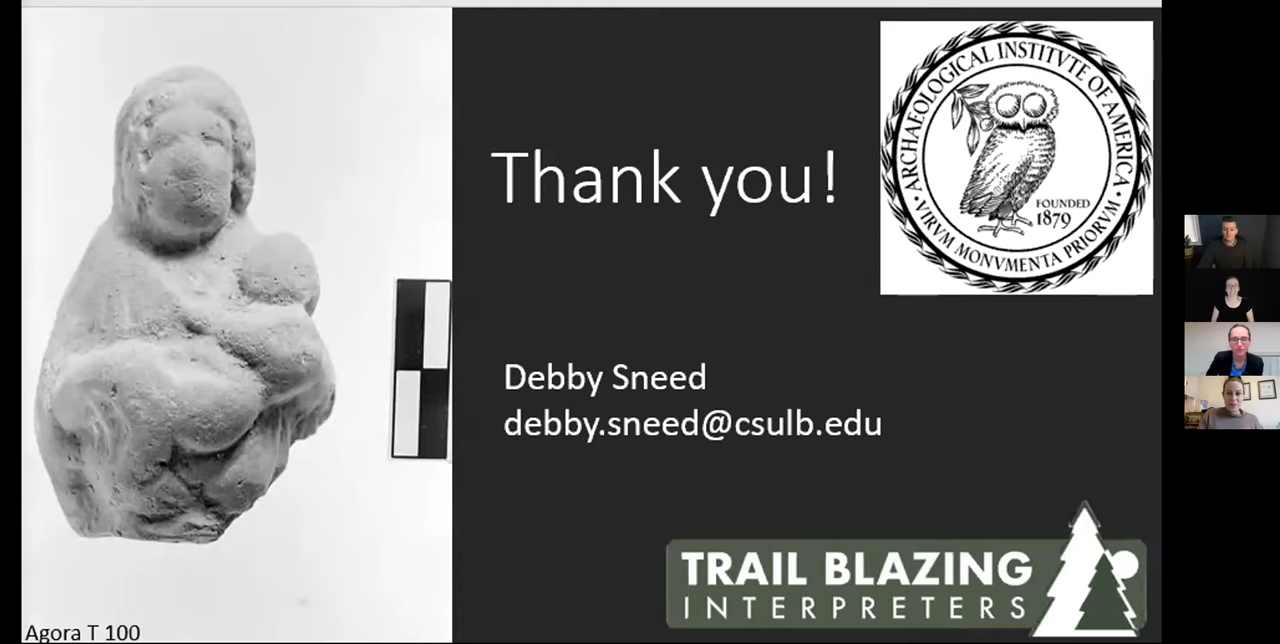 Thank you!
ARCHAEOLOGICAL INSTITVTE OF AMERICA
FOUNDED
1879
• VIRVM MONVMENTA PRIORVM •
Debby Sneed
debby.sneed@csulb.edu
TRAIL BLAZING
INTERPRETERS
Agora T 100